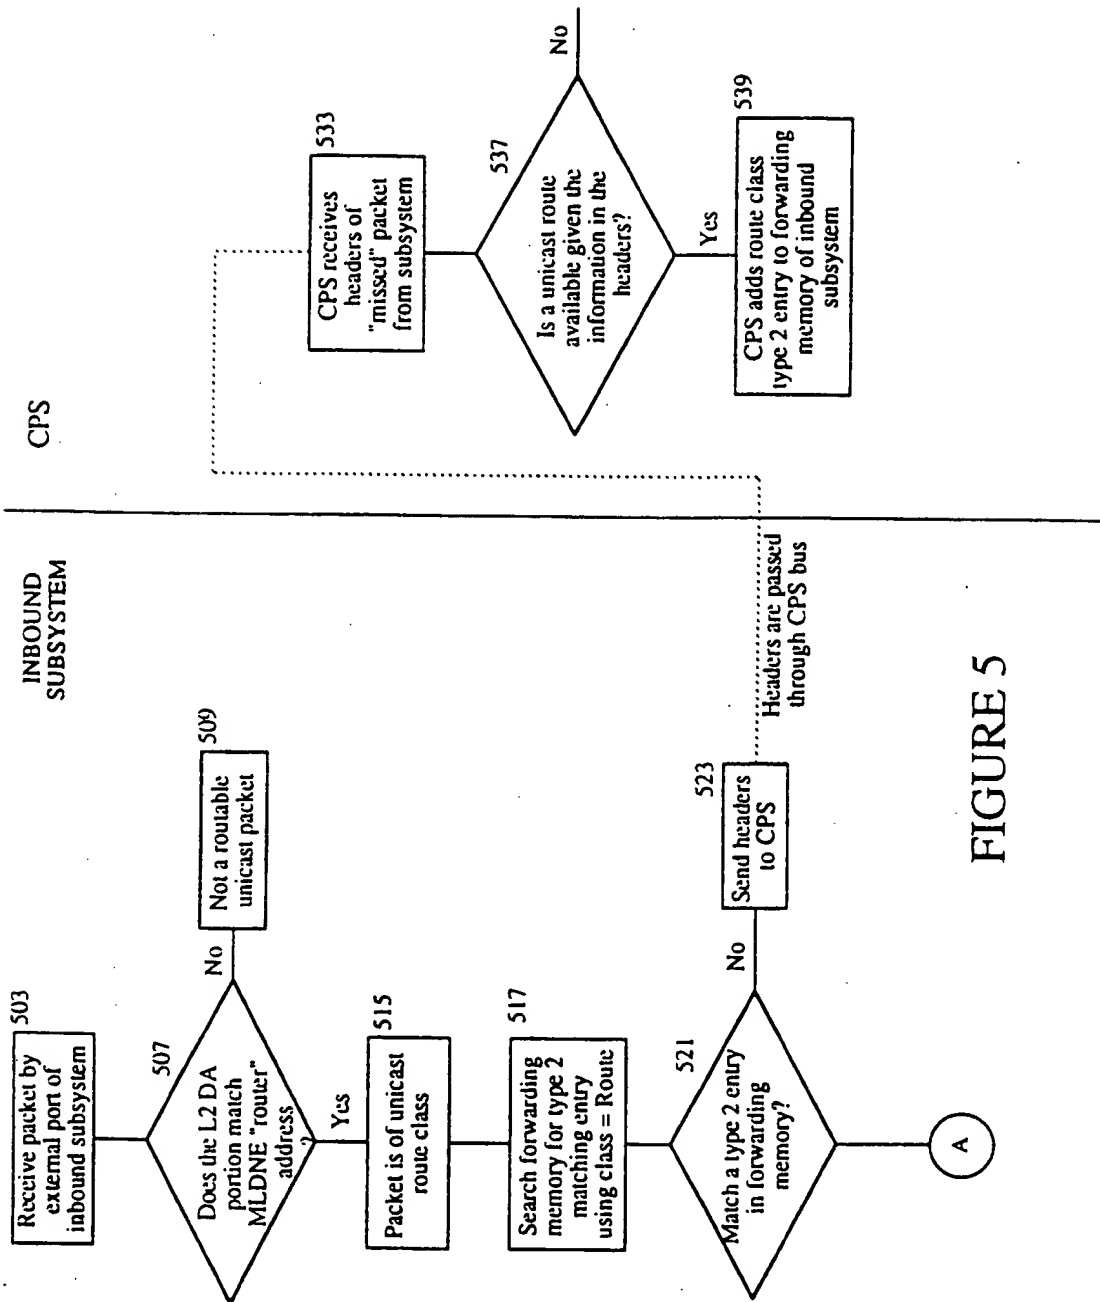 INBOUND
SUBSYSTEM
503
Receive packet by
external port of
inbound subsystem
507
Does the L2 DA
portion match
MLDNE "router"
address
?
No
509
Not a routable
unicast packet
Yes
515
Packet is of unicast
route class
517
Search forwarding
memory for type 2
matching entry
using class = Route
521
Match a type 2 entry
in forwarding
memory?
No
523
Send headers
to CPS
A
Headers are passed
through CPS bus
CPS
533
CPS receives
headers of
"missed" packet
from subsystem
537
Is a unicast route
available given the
information in the
headers?
No
Yes
539
CPS adds route class
type 2 entry to forwarding
memory of inbound
subsystem
FIGURE 5